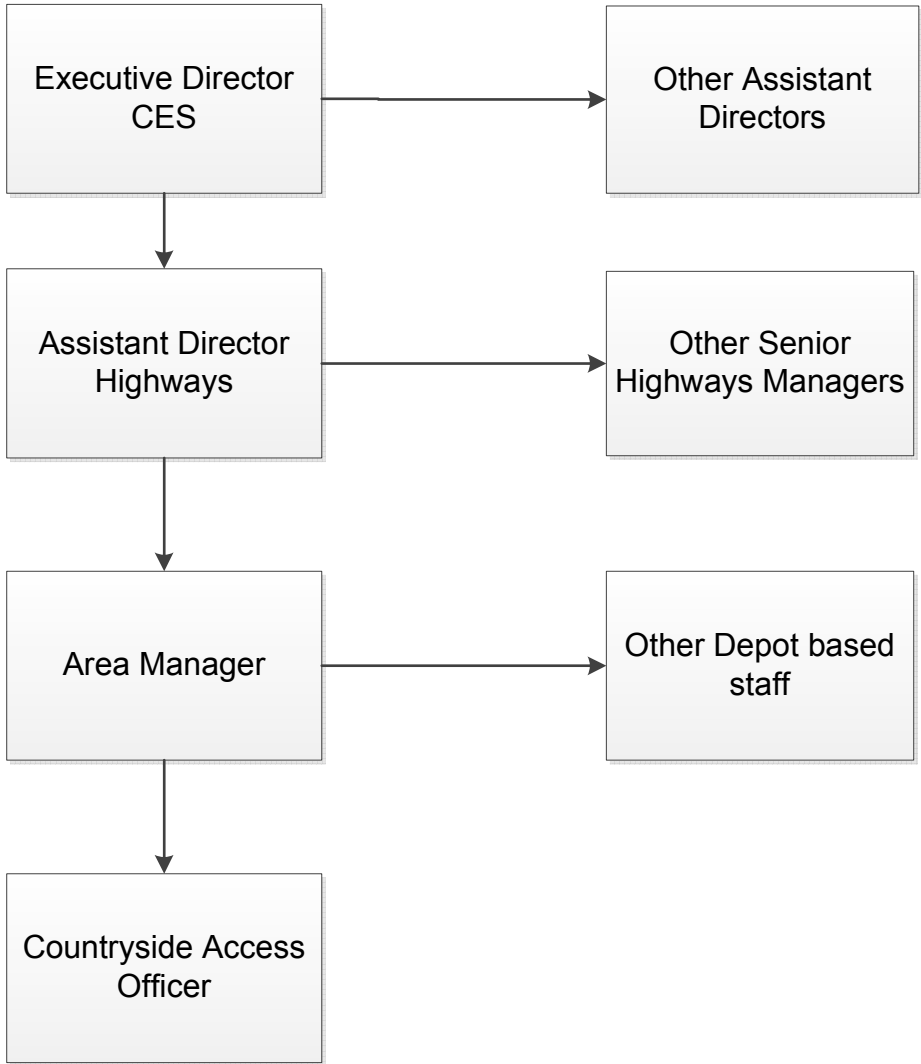 Executive Director
CES
Other Assistant
Directors
Assistant Director
Highways
Other Senior
Highways Managers
Area Manager
Other Depot based
staff
Countryside Access
Officer